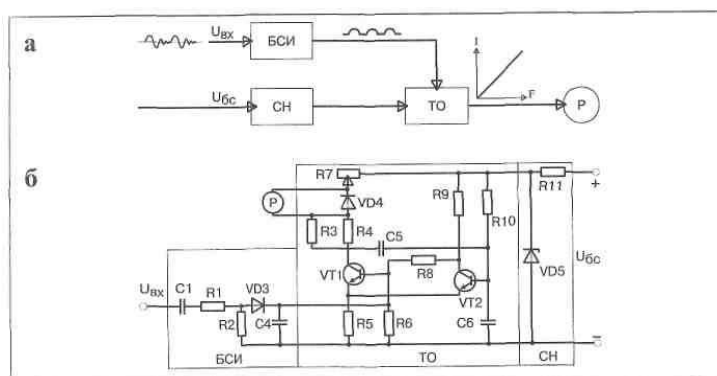 а
Uвх
БСИ
I
F
Uбс
СН
ТО
P
б
R7
R11
+
P
VD4
R9
R10
R3
R4
C5
Uбс
VT1
R8
VD5
Uвх
C1
R1
VD3
VT2
R2
C4
R5
R6
C6
БСИ
ТО
СН